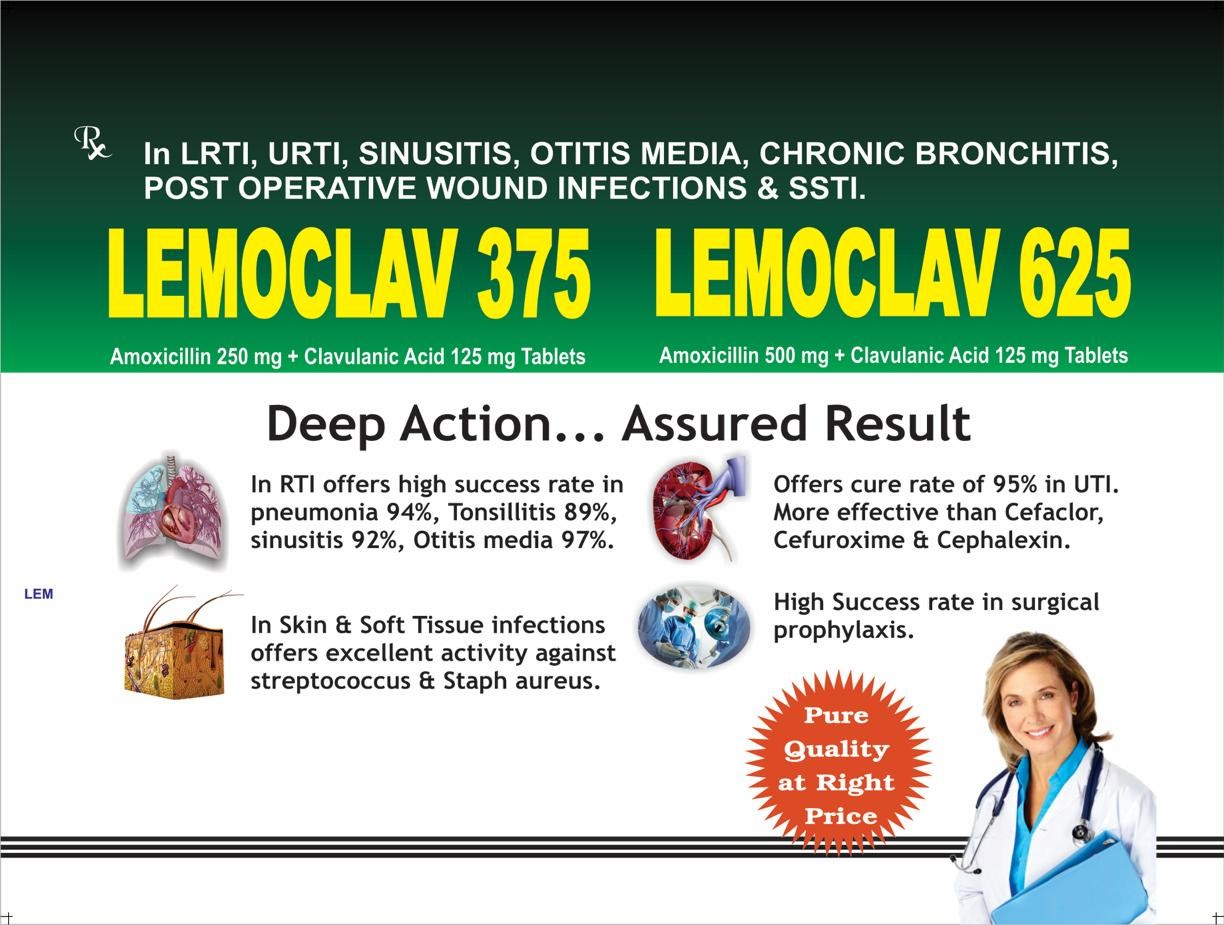 Rx
In LRTI, URTI, SINUSITIS, OTITIS MEDIA, CHRONIC BRONCHITIS,
POST OPERATIVE WOUND INFECTIONS & SSTI.
LEMOCLAV 375 LEMOCLAV 625
Amoxicillin 250 mg + Clavulanic Acid 125 mg Tablets Amoxicillin 500 mg + Clavulanic Acid 125 mg Tablets
Deep Action... Assured Result
In RTI offers high success rate in
pneumonia 94%, Tonsillitis 89%,
sinusitis 92%, Otitis media 97%.
Offers cure rate of 95% in UTI.
More effective than Cefaclor,
Cefuroxime & Cephalexin.
LEM
In Skin & Soft Tissue infections
offers excellent activity against
streptococcus & Staph aureus.
High Success rate in surgical
prophylaxis.
Pure
Quality
at Right
Price